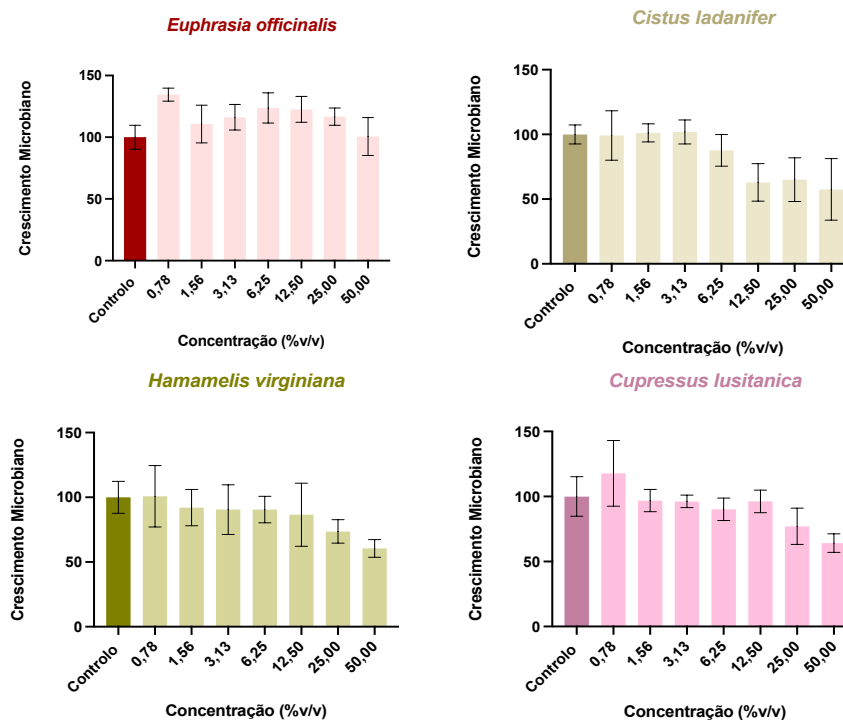 Euphrasia officinalis
Crescimento Microbiano
150
100
50
0
Controlo
0,78
1,56
3,13
6,25
12,50
25,00
50,00
Concentração (%v/v)
Cistus ladanifer
Crescimento Microbiano
150
100
50
0
Controlo
0,78
1,56
3,13
6,25
12,50
25,00
50,00
Concentração (%v/v)
Hamamelis virginiana
Crescimento Microbiano
150
100
50
0
Controlo
0,78
1,56
3,13
6,25
12,50
25,00
50,00
Concentração (%v/v)
Cupressus lusitanica
Crescimento Microbiano
150
100
50
0
Controlo
0,78
1,56
3,13
6,25
12,50
25,00
50,00
Concentração (%v/v)